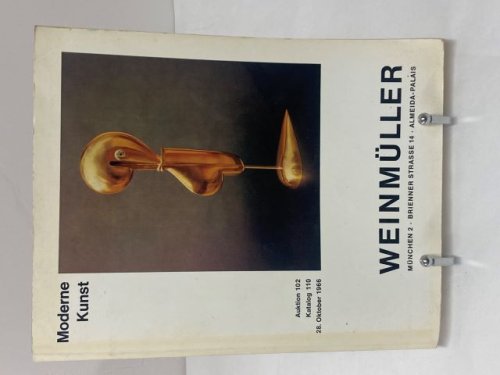 Moderne
Kunst
Auktion 102
Katalog 110
28. Oktober 1966
WEINMÜLLER
MÜNCHEN 2 · BRIENNER STRASSE 14 · ALMEIDA-PALAIS